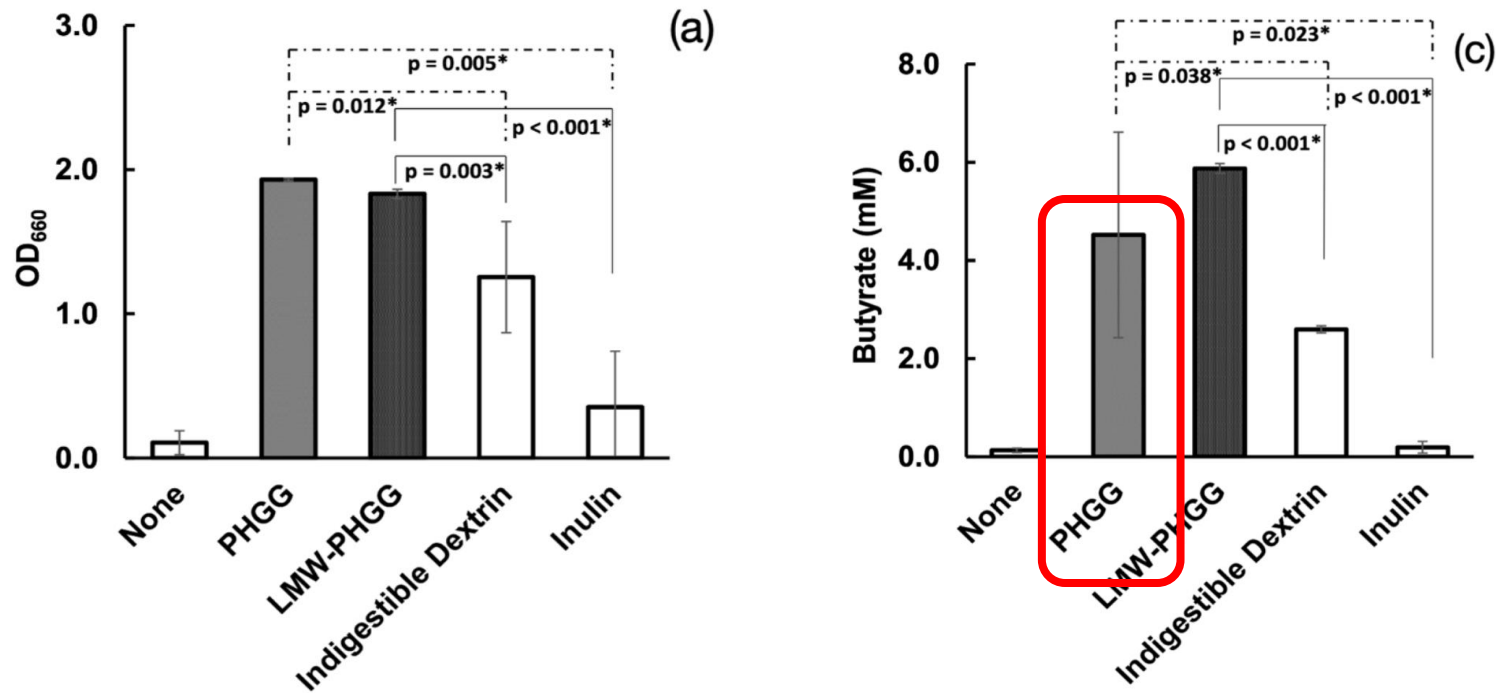 (a)
3.0
2.0
1.0
0.0
OD660
p = 0.005*
p = 0.012*
p < 0.001*
p = 0.003*
None
PHGG
LMW-PHGG
Indigestible Dextrin
Inulin
(c)
8.0
6.0
4.0
2.0
0.0
Butyrate (mM)
p = 0.023*
p = 0.038*
p < 0.001*
p < 0.001*
None
PHGG
LMW-PHGG
Indigestible Dextrin
Inulin